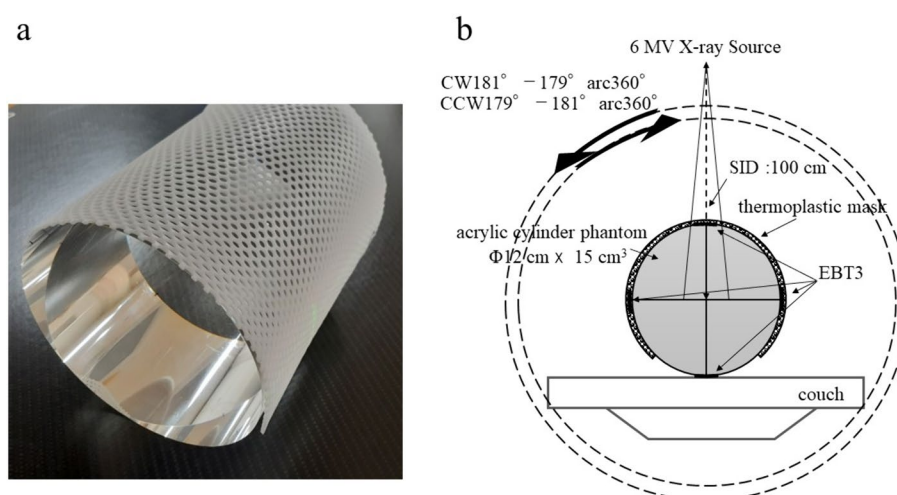 a
b
6 MV X-ray Source
CW181° －179° arc360°
CCW179° －181° arc360°
SID :100 cm
thermoplastic mask
acrylic cylinder phantom
Φ12 cm x 15 cm³
EBT3
couch